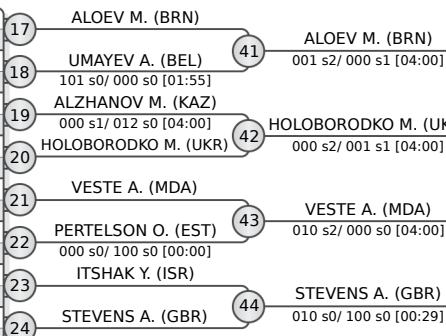 17
ALOEV M. (BRN)
41
ALOEV M. (BRN)
001 s2/ 000 s1 [04:00]
18
UMAYEV A. (BEL)
101 s0/ 000 s0 [01:55]
19
ALZHANOV M. (KAZ)
000 s1/ 012 s0 [04:00]
42
HOLOBORODKO M. (UK
000 s2/ 001 s1 [04:00]
20
HOLOBORODKO M. (UKR)
21
VESTE A. (MDA)
43
VESTE A. (MDA)
010 s2/ 000 s0 [04:00]
22
PERTELSON O. (EST)
000 s0/ 100 s0 [00:00]
23
ITSHAK Y. (ISR)
44
STEVENS A. (GBR)
010 s0/ 100 s0 [00:29]
24
STEVENS A. (GBR)